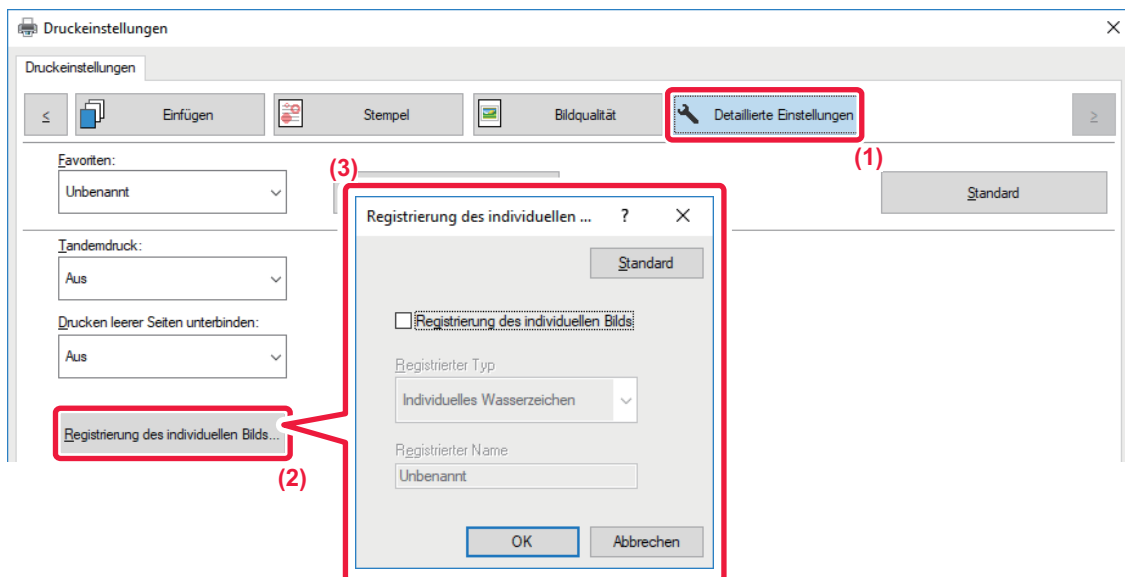 Druckeinstellungen
Druckeinstellungen
< Einfügen Stempel Bildqualität Detaillierte Einstellungen >
(1)
Favoriten:
(3)
Unbenannt
Standard
Registrierung des individuellen ... ?
Tandemdruck:
Aus
Standard
Drucken leerer Seiten unterbinden:
Aus
Registrierung des individuellen Bilds
Registrierter Typ
Individuelles Wasserzeichen
Registrierung des individuellen Bilds...
(2)
Registrierter Name
Unbenannt
OK Abbrechen